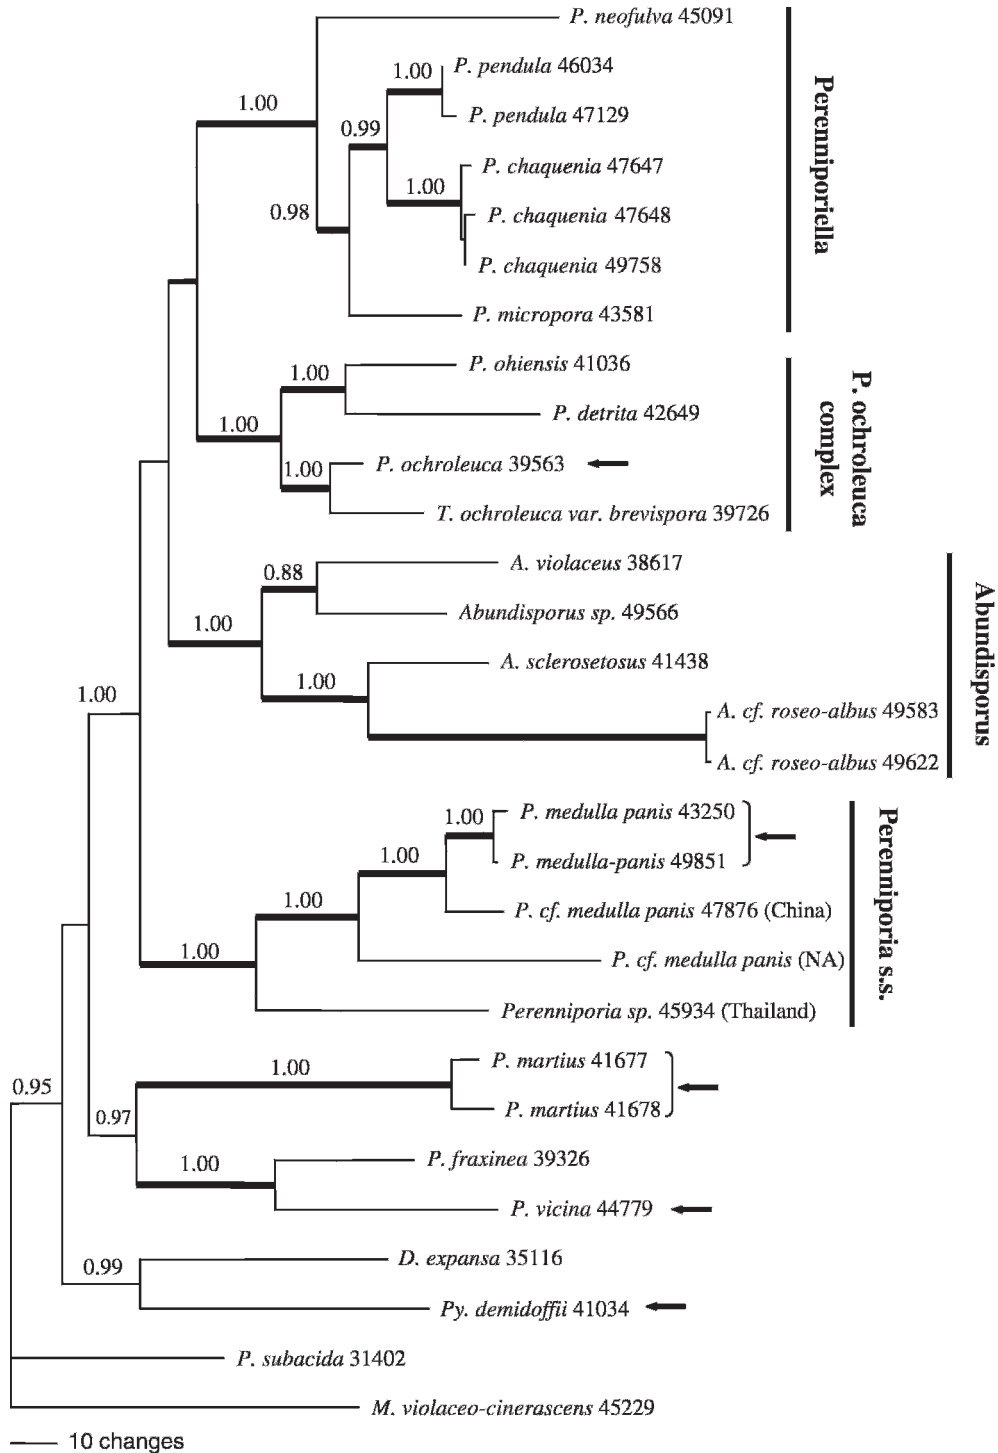 P. neofulva 45091
1.00
P. pendula 46034
1.00
P. pendula 47129
0.99
P. chaquenia 47647
1.00
P. chaquenia 47648
0.98
P. chaquenia 49758
P. micropora 43581
Perenniporiella
P. ohiensis 41036
1.00
P. detrita 42649
1.00
P. ochroleuca 39563
1.00
T. ochroleuca var. brevispora 39726
P. ochroleuca
complex
A. violaceus 38617
0.88
Abundisporus sp. 49566
1.00
A. sclerosetosus 41438
1.00
A. cf. roseo-albus 49583
A. cf. roseo-albus 49622
Abundisporus
1.00
P. medulla panis 43250
1.00
P. medulla-panis 49851
1.00
P. cf. medulla panis 47876 (China)
1.00
P. cf. medulla panis (NA)
1.00
Perenniporia sp. 45934 (Thailand)
Perenniporia s.s.
P. martius 41677
1.00
P. martius 41678
0.95
0.97
P. fraxinea 39326
1.00
P. vicina 44779
D. expansa 35116
0.99
Py. demidoffii 41034
P. subacida 31402
M. violaceo-cinerascens 45229
10 changes